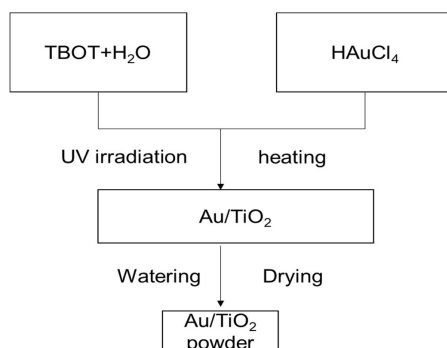 TBOT+H₂O
HAuCl₄
UV irradiation heating
Au/TiO₂
Watering Drying
Au/TiO₂
powder